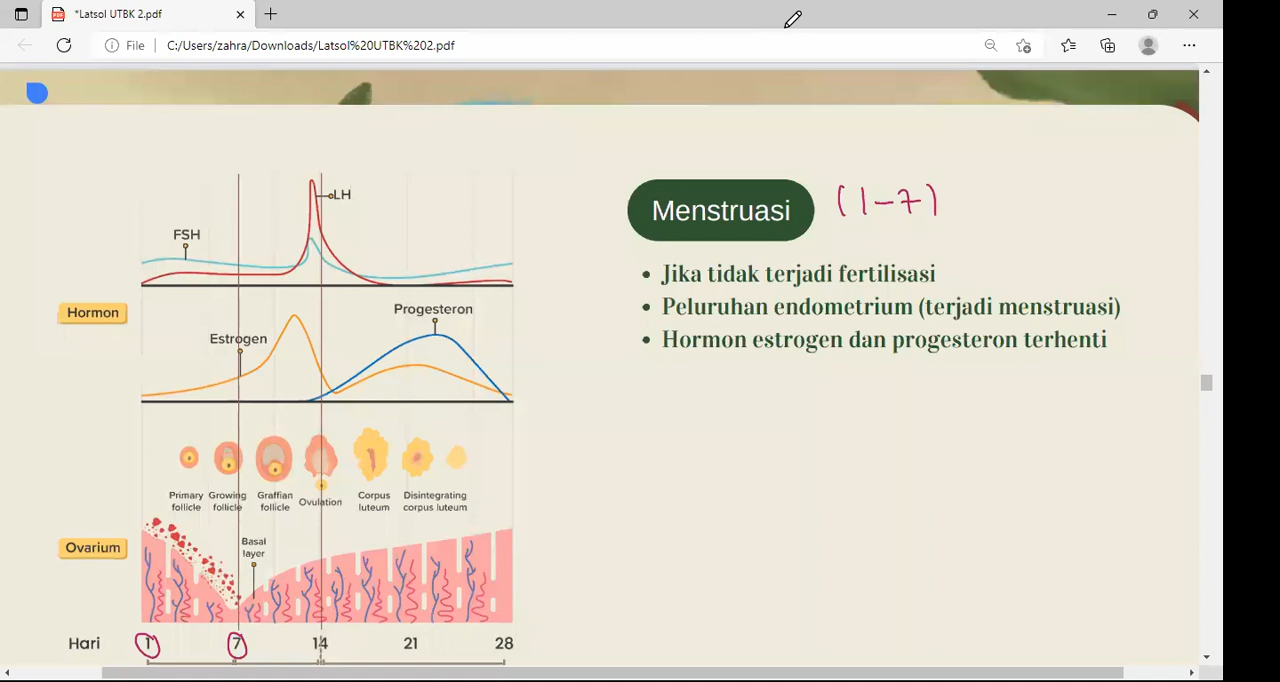 *Latsol UTBK 2.pdf
File
C:/Users/zahra/Downloads/Latsol%20UTBK%202.pdf
LH
FSH
Hormon
Progesteron
Estrogen
Primary follicle
Growing follicle
Graffian follicle
Ovulation
Corpus luteum
Disintegrating corpus luteum
Basal layer
Ovarium
Hari
1
7
14
21
28
Menstruasi (1-7)
• Jika tidak terjadi fertilisasi
• Peluruhan endometrium (terjadi menstruasi)
• Hormon estrogen dan progesteron terhenti